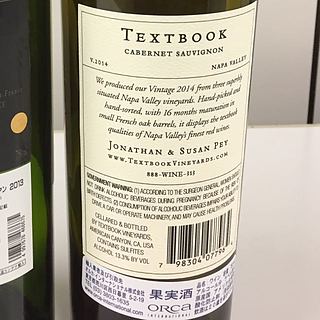 TEXTBOOK
CABERNET SAUVIGNON
V.2014 NAPA VALLEY
We produced our Vintage 2014 from three superbly
situated Napa Valley vineyards. Hand-picked and
hand-sorted, with 16 months maturation in
small French oak barrels, it displays the textbook
qualities of Napa Valley's finest red wines.
JONATHAN & SUSAN PEY
WWW.TEXTBOOKVINEYARDS.COM
888-WINE-115
GOVERNMENT WARNING: (1) ACCORDING TO THE SURGEON GENERAL, WOMEN SHOULD
NOT DRINK ALCOHOLIC BEVERAGES DURING PREGNANCY BECAUSE OF THE RISK OF
BIRTH DEFECTS. (2) CONSUMPTION OF ALCOHOLIC BEVERAGES IMPAIRS YOUR ABILITY TO
DRIVE A CAR OR OPERATE MACHINERY, AND MAY CAUSE HEALTH PROBLEMS.
CELLARED & BOTTLED
BY TEXTBOOK VINEYARDS,
AMERICAN CANYON, CA, USA
CONTAINS SULFITES
ALCOHOL 13.3% BY VOL
7 98304 0779
果実酒
ORCA
international
2013